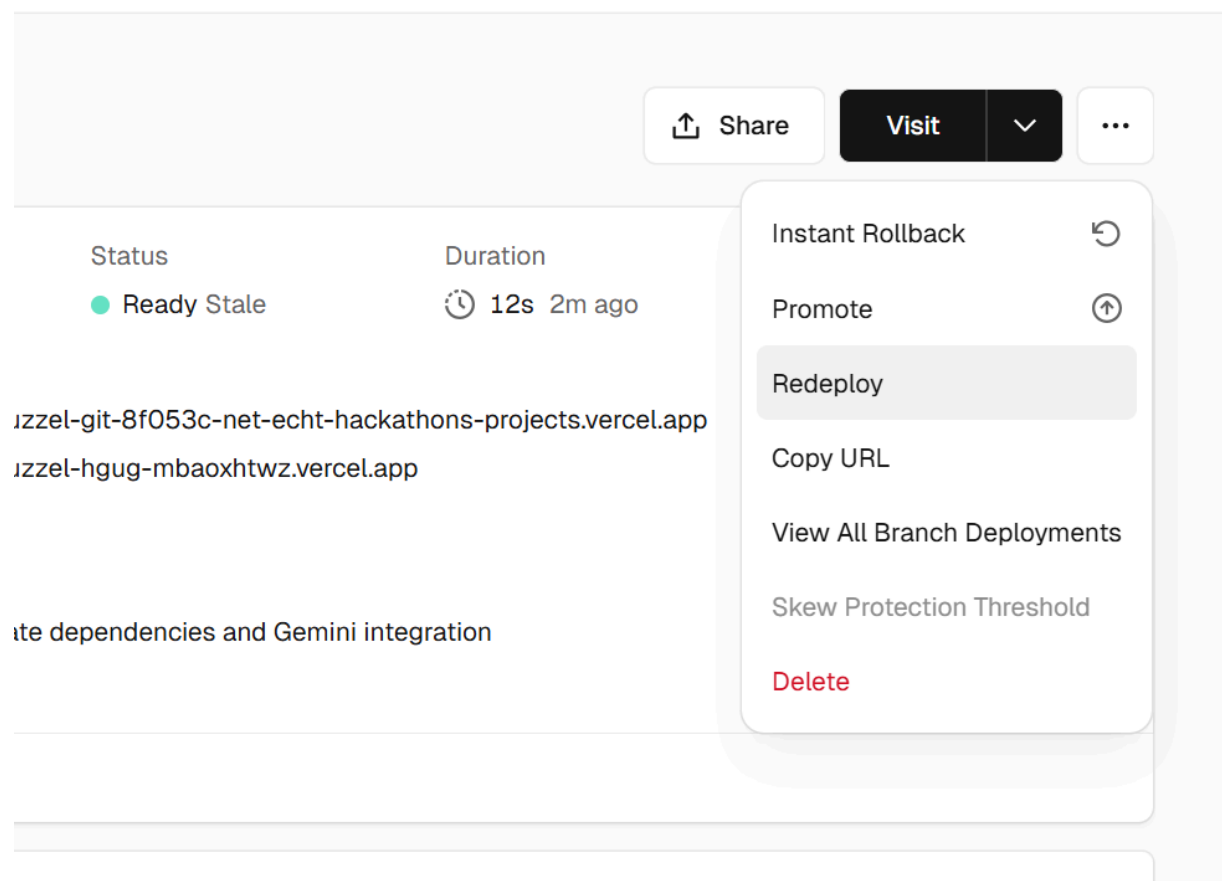 Share
Visit
Instant Rollback
Status
Duration
Promote
Ready Stale
12s 2m ago
Redeploy
uzzel-git-8f053c-net-echt-hackathons-projects.vercel.app
Copy URL
uzzel-hgug-mbaoxhtwz.vercel.app
View All Branch Deployments
Skew Protection Threshold
ate dependencies and Gemini integration
Delete